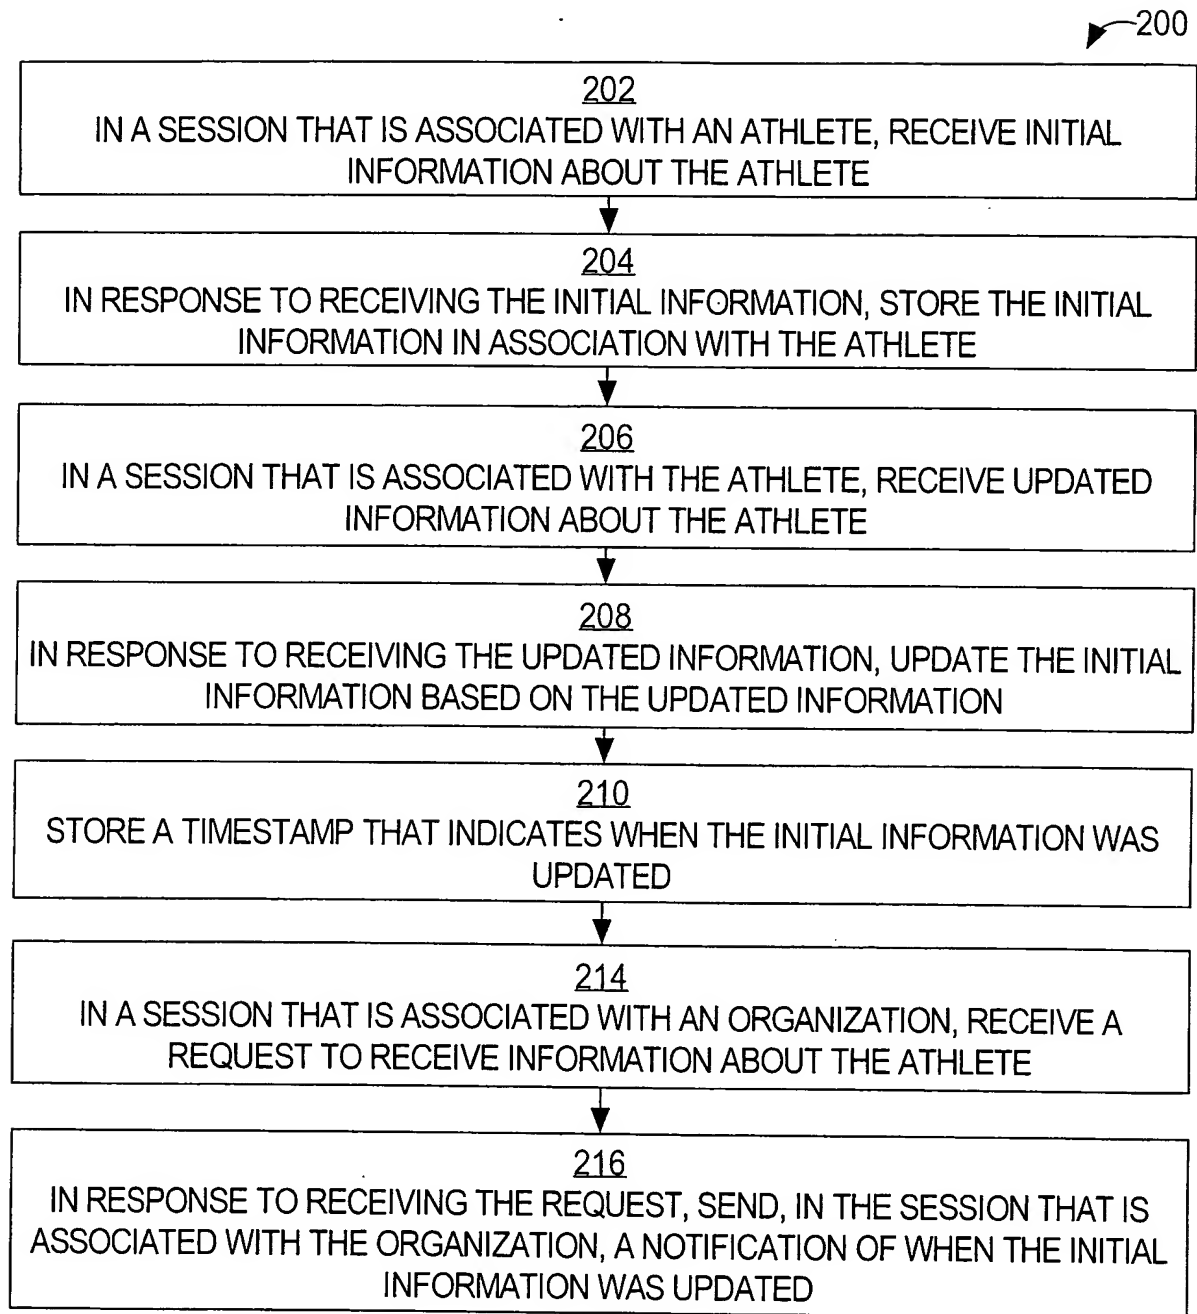 200
202
IN A SESSION THAT IS ASSOCIATED WITH AN ATHLETE, RECEIVE INITIAL
INFORMATION ABOUT THE ATHLETE
204
IN RESPONSE TO RECEIVING THE INITIAL INFORMATION, STORE THE INITIAL
INFORMATION IN ASSOCIATION WITH THE ATHLETE
206
IN A SESSION THAT IS ASSOCIATED WITH THE ATHLETE, RECEIVE UPDATED
INFORMATION ABOUT THE ATHLETE
208
IN RESPONSE TO RECEIVING THE UPDATED INFORMATION, UPDATE THE INITIAL
INFORMATION BASED ON THE UPDATED INFORMATION
210
STORE A TIMESTAMP THAT INDICATES WHEN THE INITIAL INFORMATION WAS
UPDATED
214
IN A SESSION THAT IS ASSOCIATED WITH AN ORGANIZATION, RECEIVE A
REQUEST TO RECEIVE INFORMATION ABOUT THE ATHLETE
216
IN RESPONSE TO RECEIVING THE REQUEST, SEND, IN THE SESSION THAT IS
ASSOCIATED WITH THE ORGANIZATION, A NOTIFICATION OF WHEN THE INITIAL
INFORMATION WAS UPDATED